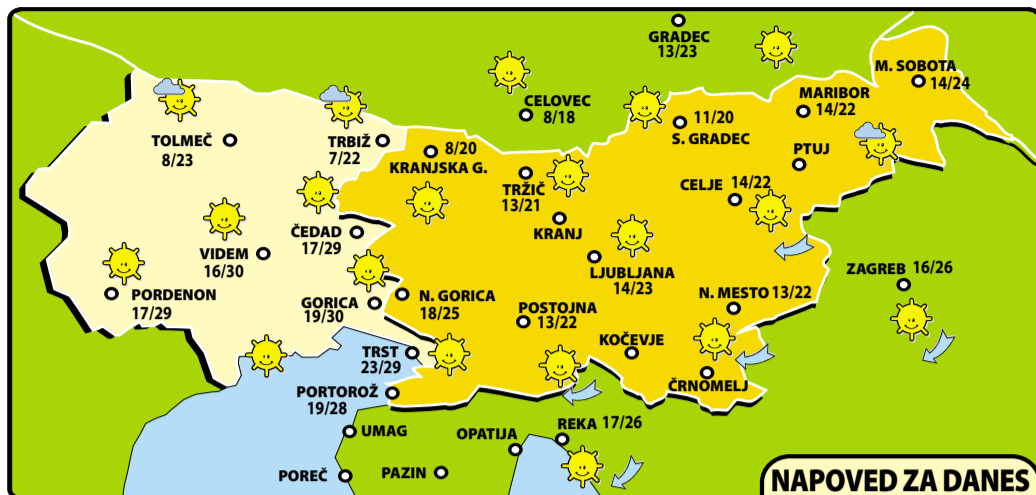 GRADEC
13/23
M. SOBOTA
14/24
MARIBOR
14/22
CELOVEC
8/18
11/20
S. GRADEC
TOLMEČ
8/23
TRBIŽ
7/22
8/20
KRANJSKA G.
PTUJ
TRŽIČ
13/21
CELJE 14/22
KRANJ
ČEDAD
17/29
VIDEM
16/30
LJUBLJANA
14/23
ZAGREB 16/26
PORDENON
17/29
GORICA
19/30
N. GORICA
18/25
POSTOJNA
13/22
N. MESTO 13/22
KOČEVJE
TRST
23/29
ČRNOMELJ
PORTOROŽ
19/28
UMAG
OPATIJA
REKA 17/26
POREČ
PAZIN
NAPOVED ZA DANES